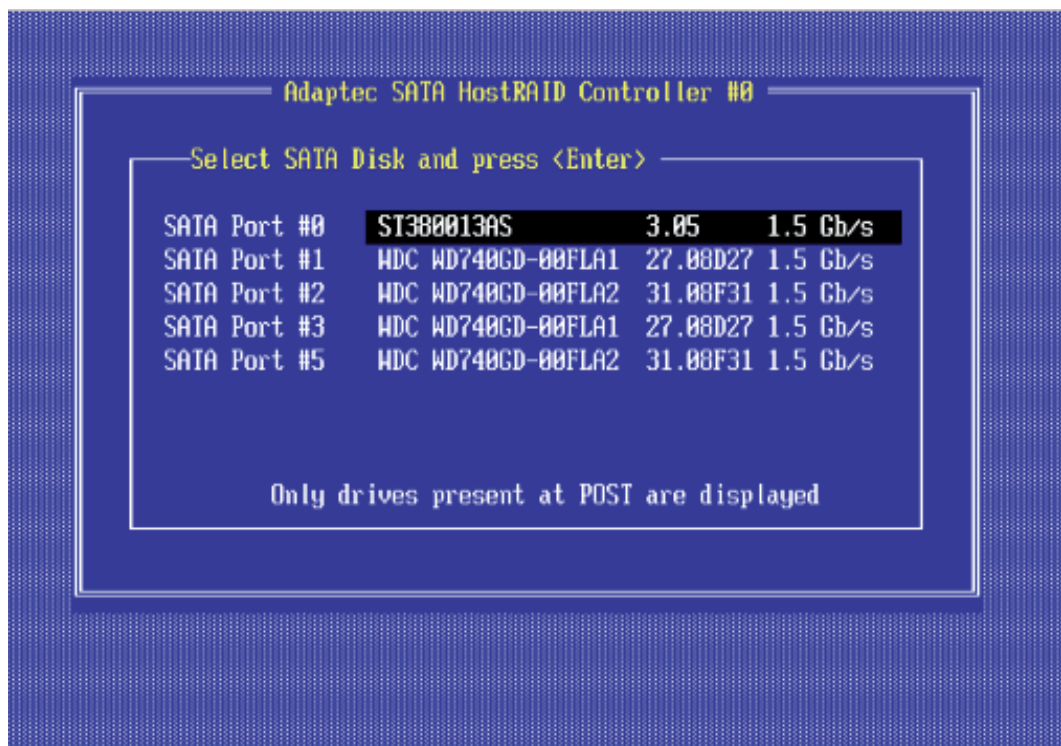 Adaptec SATA HostRAID Controller #0
Select SATA Disk and press <Enter>
SATA Port #0 ST380013AS 3.05 1.5 Gb/s
SATA Port #1 WDC WD740GD-00FLA1 27.08D27 1.5 Gb/s
SATA Port #2 WDC WD740GD-00FLA2 31.08F31 1.5 Gb/s
SATA Port #3 WDC WD740GD-00FLA1 27.08D27 1.5 Gb/s
SATA Port #5 WDC WD740GD-00FLA2 31.08F31 1.5 Gb/s
Only drives present at POST are displayed